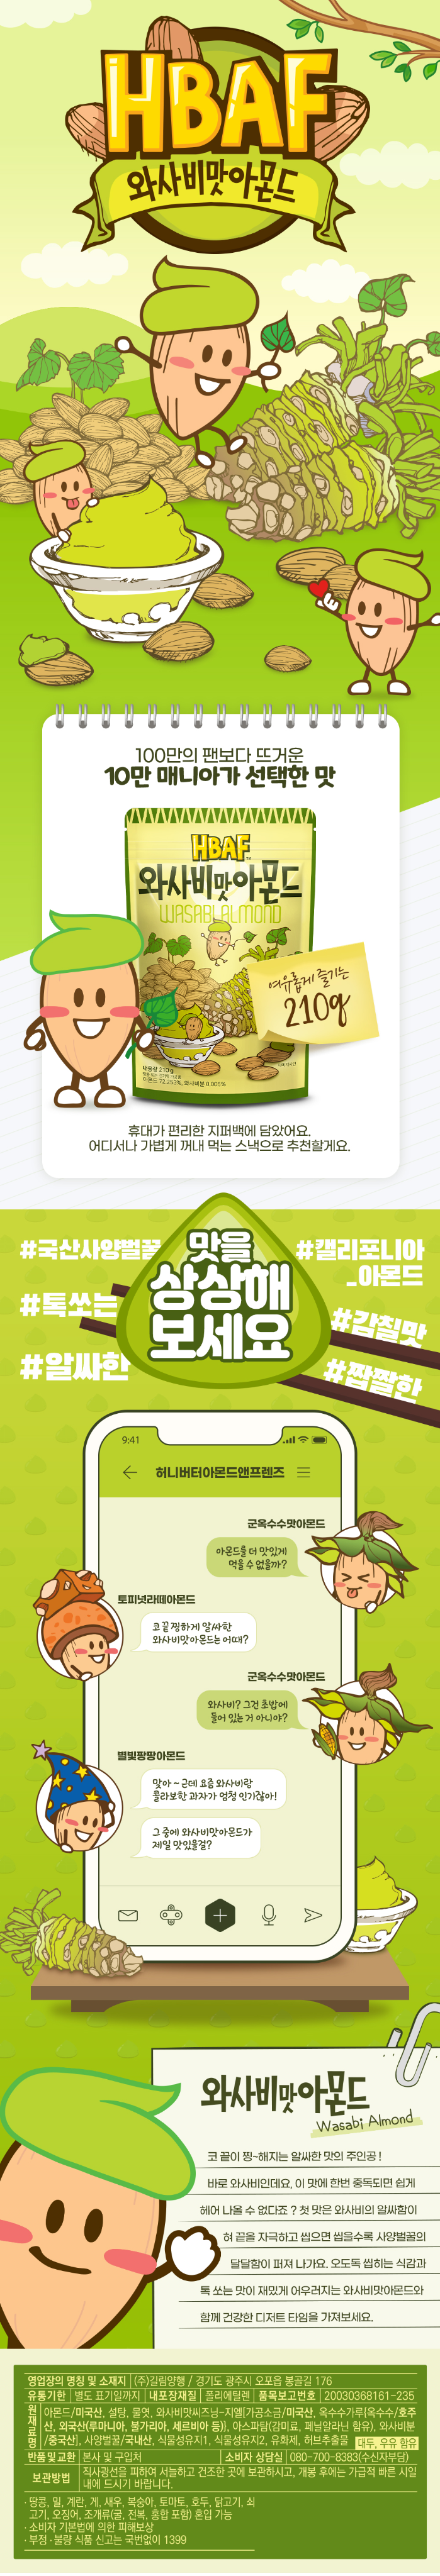 HBAF
와사비맛아몬드
100만의 팬보다 뜨거운
10만 매니아가 선택한 맛
HBAF
와사비맛아몬드
WASABI ALMOND
여유롭게 즐기는
210g
내용량 210g
휴대가 편리한 지퍼백에 담았어요.
어디서나 가볍게 꺼내 먹는 스낵으로 추천할게요.
#국산사양벌꿀
#톡쏘는
#알싸한
맛을
상상해
보세요
#캘리포니아
_아몬드
#감칠맛
#짭짤한
9:41
허니버터아몬드앤프렌즈
군옥수수맛아몬드
아몬드를 더 맛있게
먹을 수 없을까?
토피넛라떼아몬드
코끝 찡하게 알싸한
와사비맛아몬드는 어때?
군옥수수맛아몬드
와사비? 그건 초밥에
들어 있는 거 아니야?
별빛팡팡아몬드
맞아 ~ 근데 요즘 와사비랑
콜라보한 과자가 엄청 인기잖아!
그 중에 와사비맛아몬드가
제일 맛있을걸?
와사비맛아몬드
Wasabi Almond
코 끝이 찡~해지는 알싸한 맛의 주인공 !
바로 와사비인데요, 이 맛에 한번 중독되면 쉽게
헤어 나올 수 없다죠 ? 첫 맛은 와사비의 알싸함이
혀 끝을 자극하고 씹으면 씹을수록 사양벌꿀의
달달함이 퍼져 나가요. 오도독 씹히는 식감과
톡 쏘는 맛이 재밌게 어우러지는 와사비맛아몬드와
함께 건강한 디저트 타임을 가져보세요.
영업장의 명칭 및 소재지 (주)길림양행 / 경기도 광주시 오포읍 봉골길 176
유통기한 별도 표기일까지 내포장재질 폴리에틸렌 품목보고번호 20030368161-235
원재료명 아몬드/미국산, 설탕, 물엿, 와사비맛씨즈닝-지엘[가공소금/미국산, 옥수수가루(옥수수/호주
산, 외국산(루마니아, 불가리아, 세르비아 등)), 아스파탐(감미료, 페닐알라닌 함유), 와사비분
/중국산], 사양벌꿀/국내산, 식물성유지1, 식물성유지2, 유화제, 허브추출물 대두, 우유 함유
반품 및 교환 본사 및 구입처 소비자 상담실 080-700-8383(수신자부담)
보관방법 직사광선을 피하여 서늘하고 건조한 곳에 보관하시고, 개봉 후에는 가급적 빠른 시일
내에 드시기 바랍니다.
· 땅콩, 밀, 계란, 게, 새우, 복숭아, 토마토, 호두, 닭고기, 쇠
고기, 오징어, 조개류(굴, 전복, 홍합 포함) 혼입 가능
· 소비자 기본법에 의한 피해보상
· 부정·불량 식품 신고는 국번없이 1399